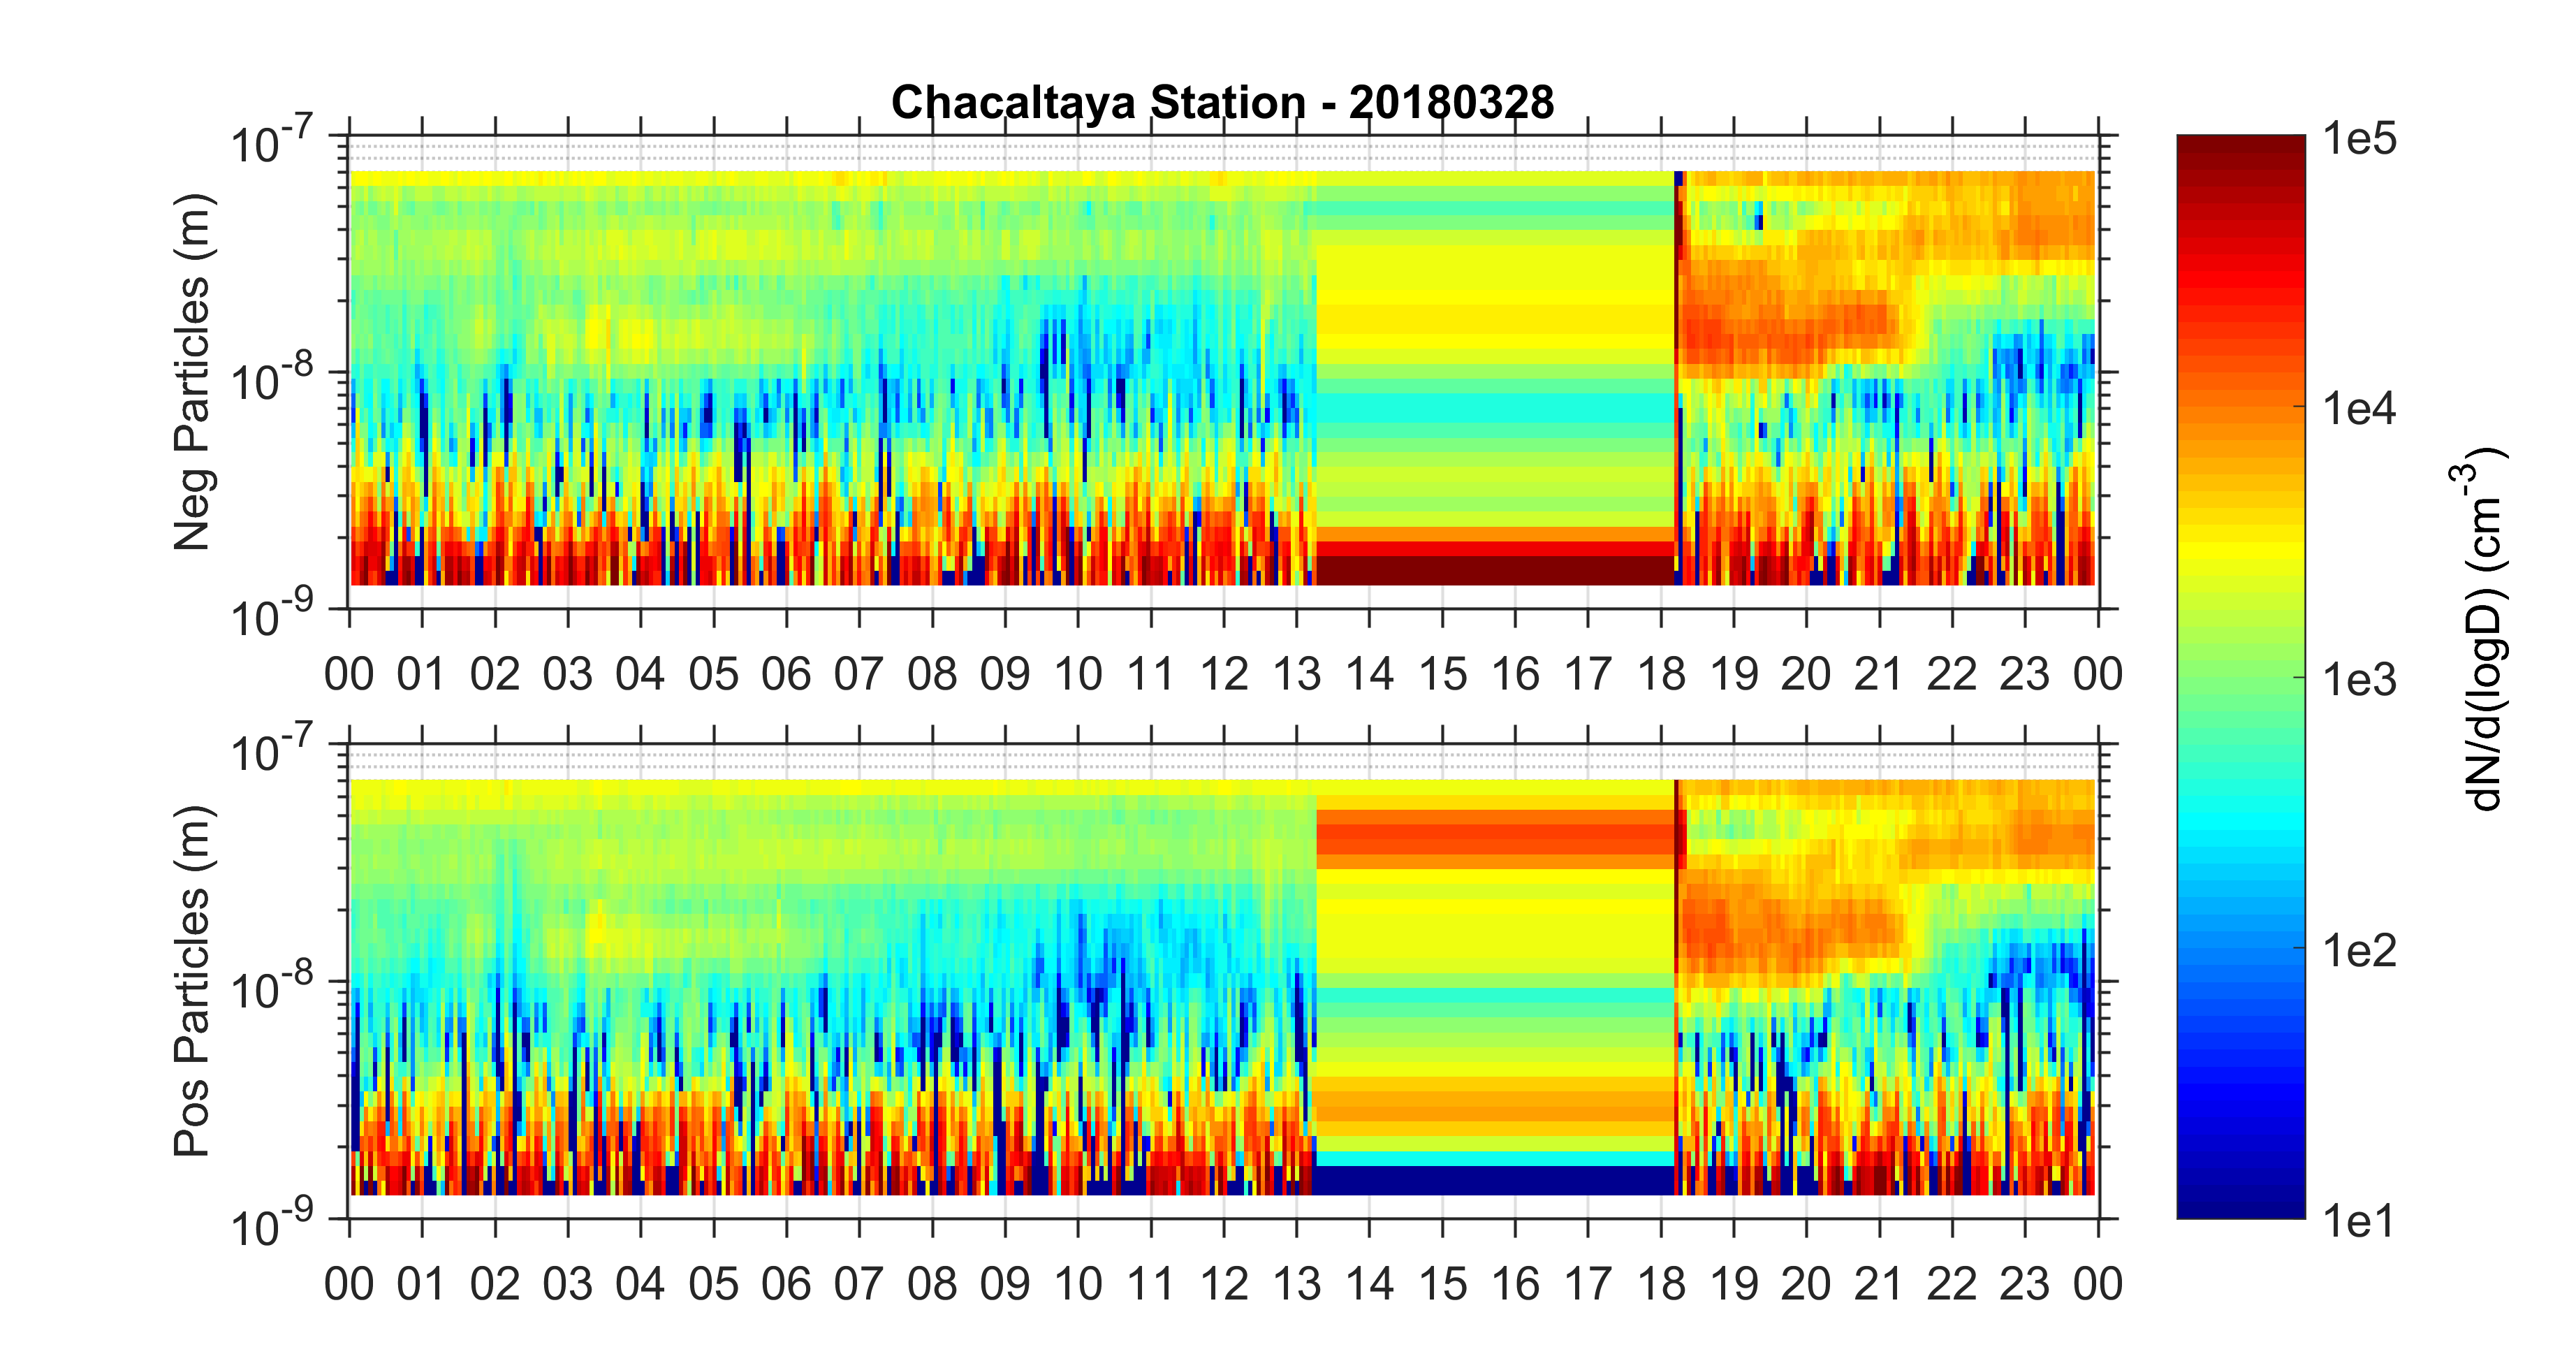 Chacaltaya Station - 20180328
10-7
10-8
10-9
Neg Particles (m)
00 01 02 03 04 05 06 07 08 09 10 11 12 13 14 15 16 17 18 19 20 21 22 23 00
10-7
10-8
10-9
Pos Particles (m)
00 01 02 03 04 05 06 07 08 09 10 11 12 13 14 15 16 17 18 19 20 21 22 23 00
1e5
1e4
1e3
1e2
1e1
dN/d(logD) (cm-3)